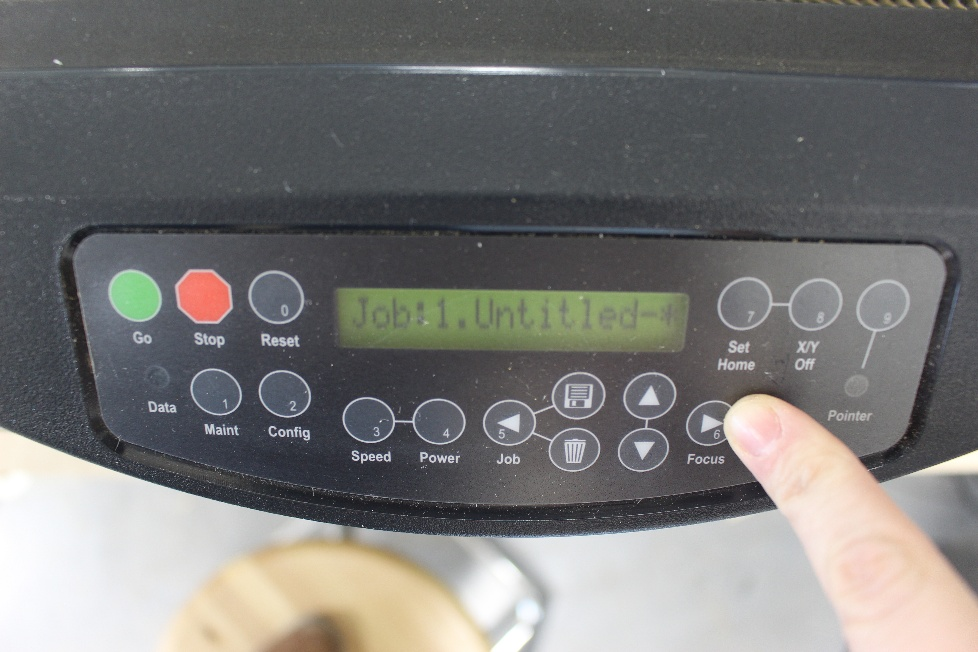 Go
Stop
0
Reset
Job:1.Untitled-*
7
8
9
Set
Home
X/Y
Off
Data
1
Maint
2
Config
3
Speed
4
Power
5
Job
6
Focus
Pointer